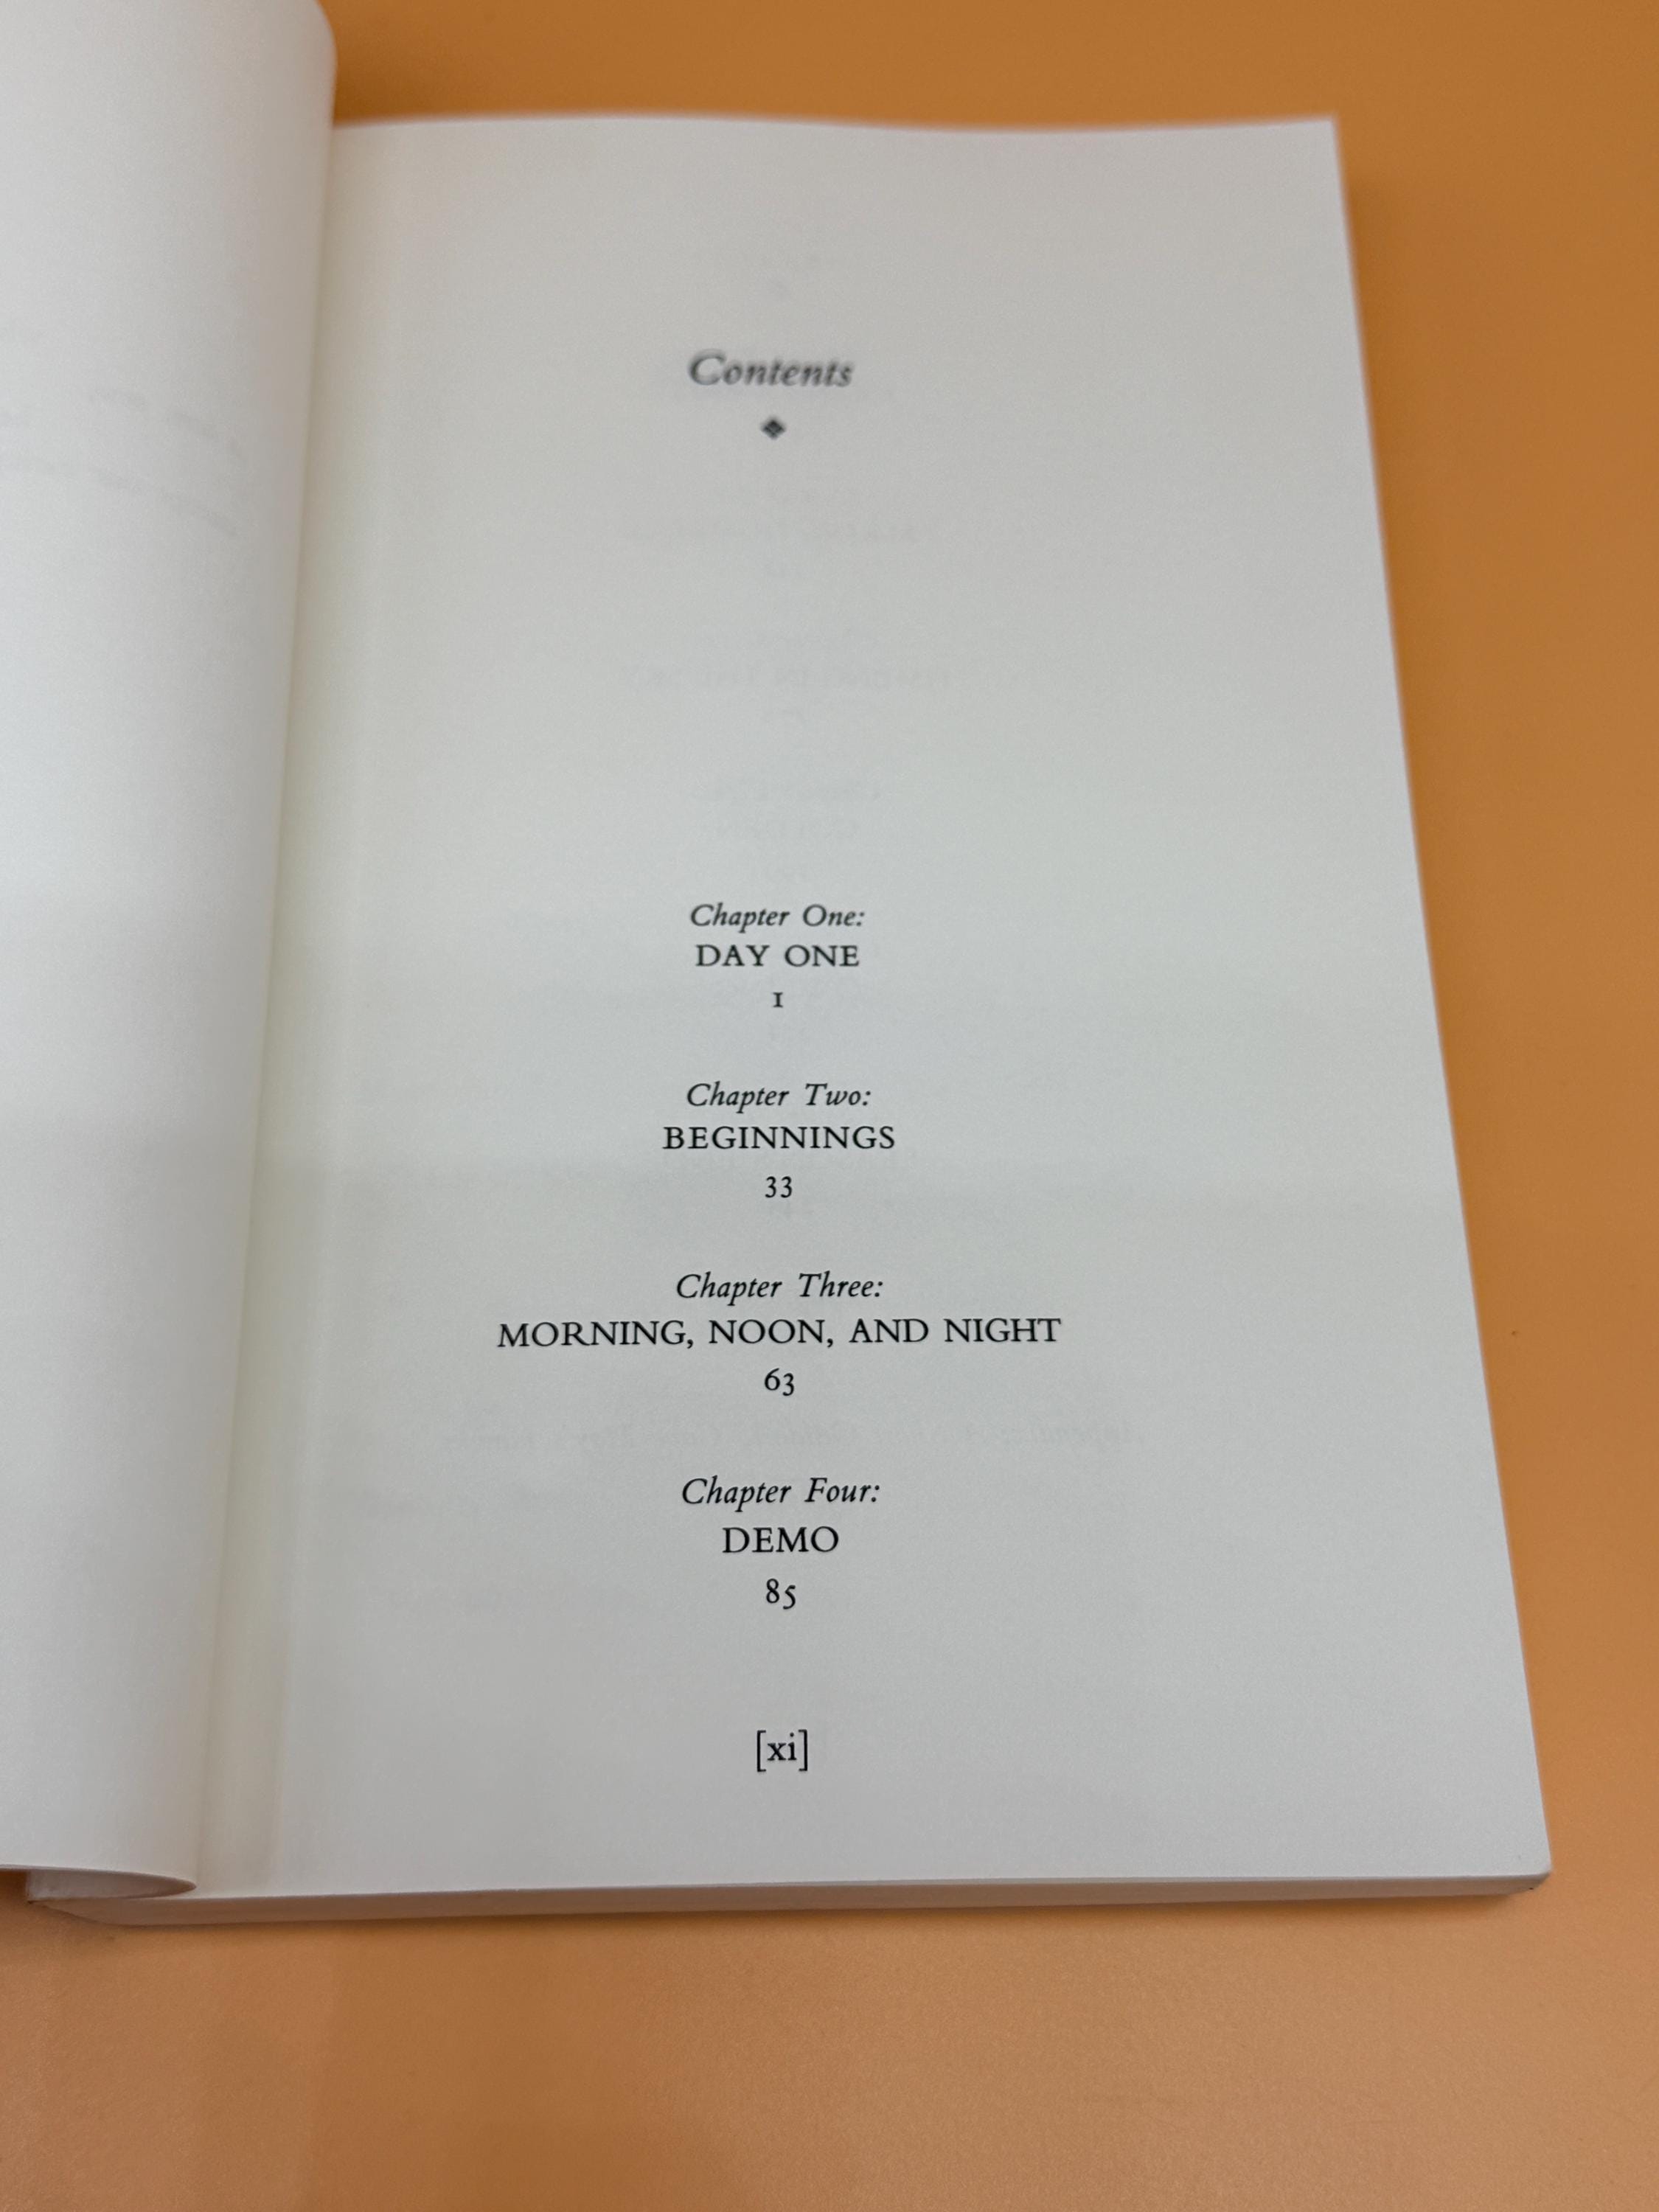 Contents
Chapter One:
DAY ONE
1
Chapter Two:
BEGINNINGS
33
Chapter Three:
MORNING, NOON, AND NIGHT
63
Chapter Four:
DEMO
85
[xi]